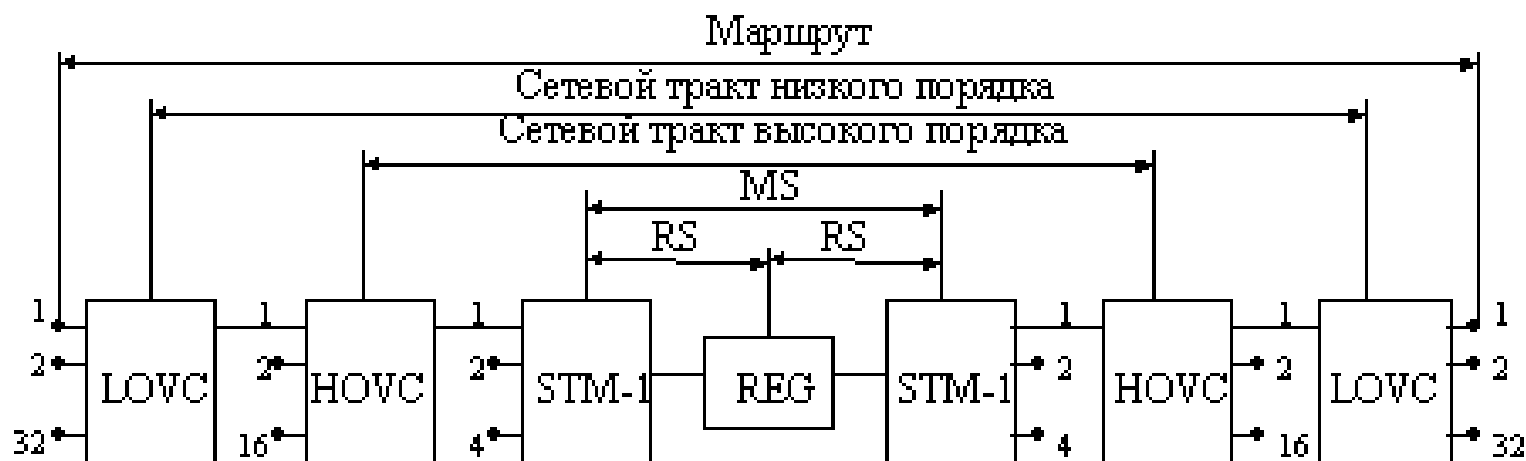 Маршрут
Сетевой тракт низкого порядка
Сетевой тракт высокого порядка
MS
RS RS
1 1 1 1 1 1
2 2 2 2 2 2
LOVC HOVC STM-1 REG STM-1 HOVC LOVC
32 16 4 4 16 32